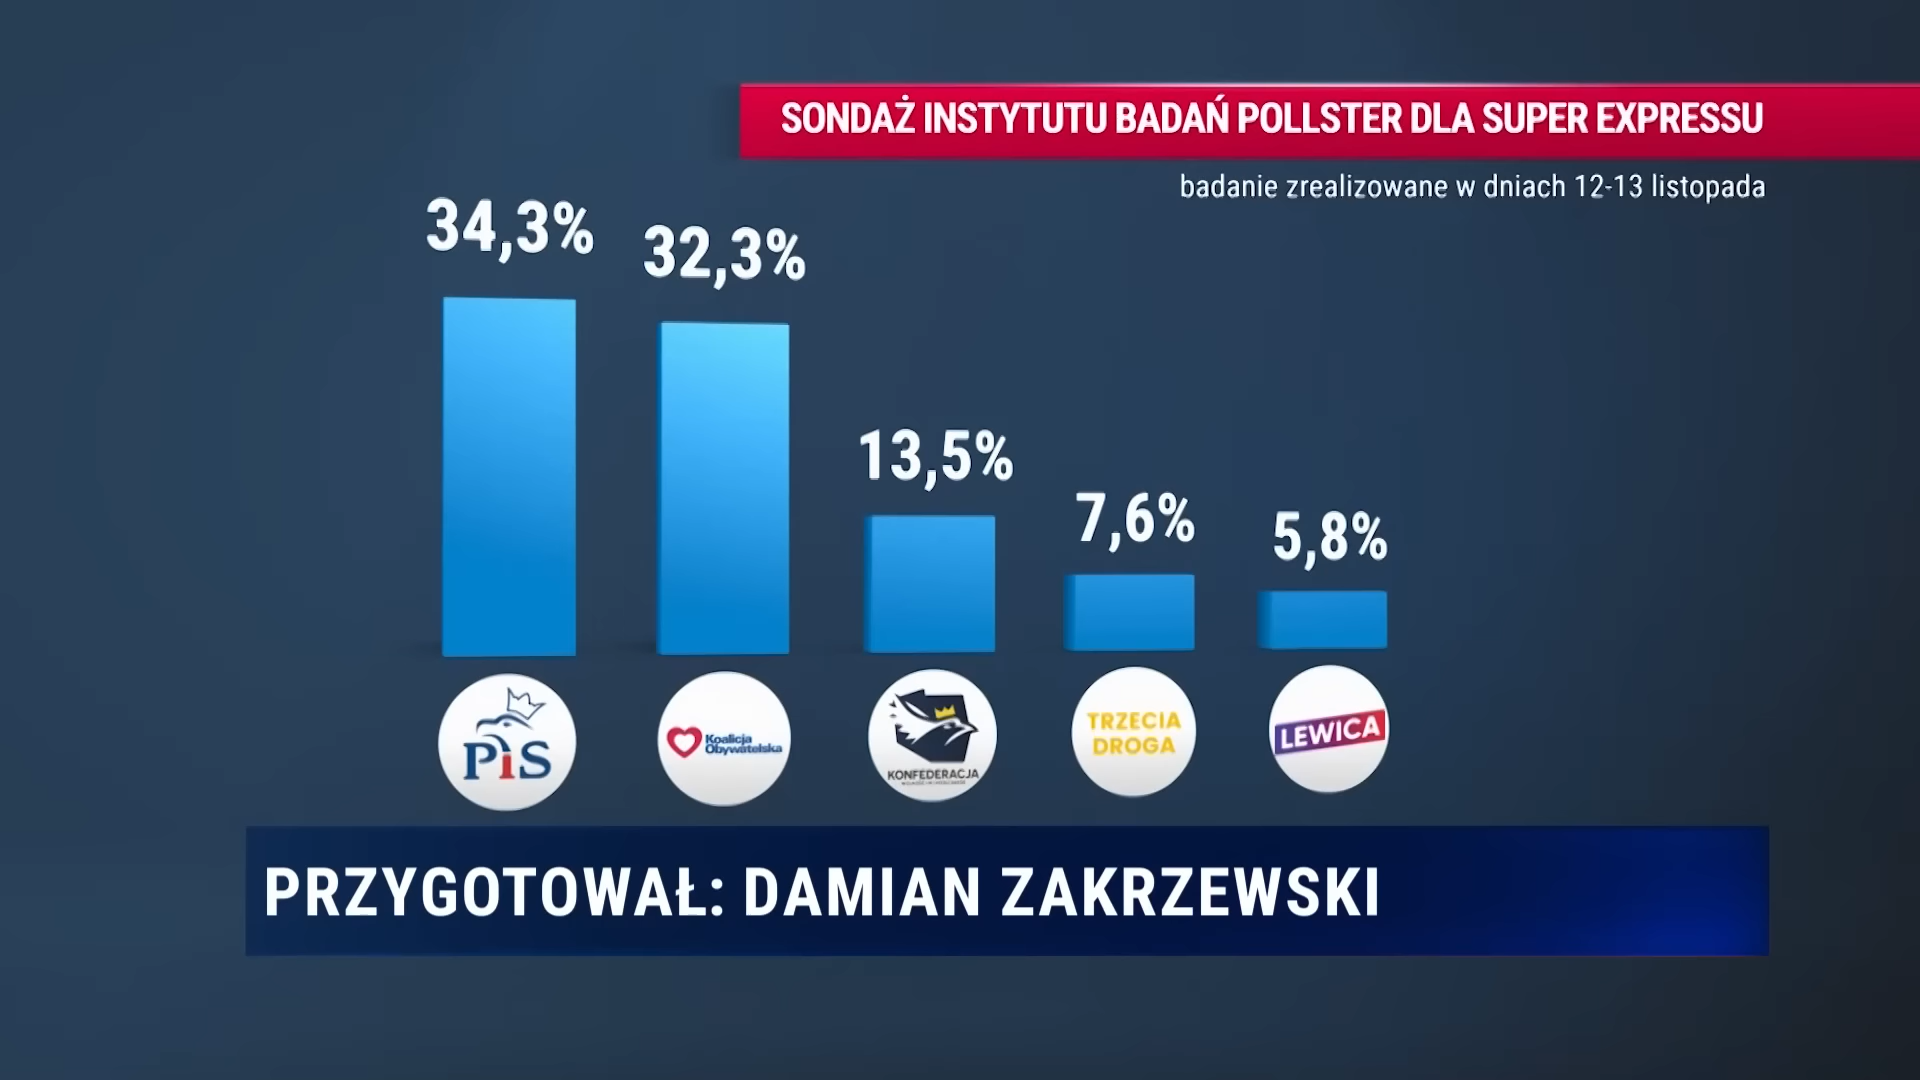 SONDAŻ INSTYTUTU BADAŃ POLLSTER DLA SUPER EXPRESSU
badanie zrealizowane w dniach 12-13 listopada
34,3%
32,3%
13,5%
7,6%
5,8%
PiS
Koalicja
Obywatelska
KONFEDERACJA
TRZECIA
DROGA
LEWICA
PRZYGOTOWAŁ: DAMIAN ZAKRZEWSKI